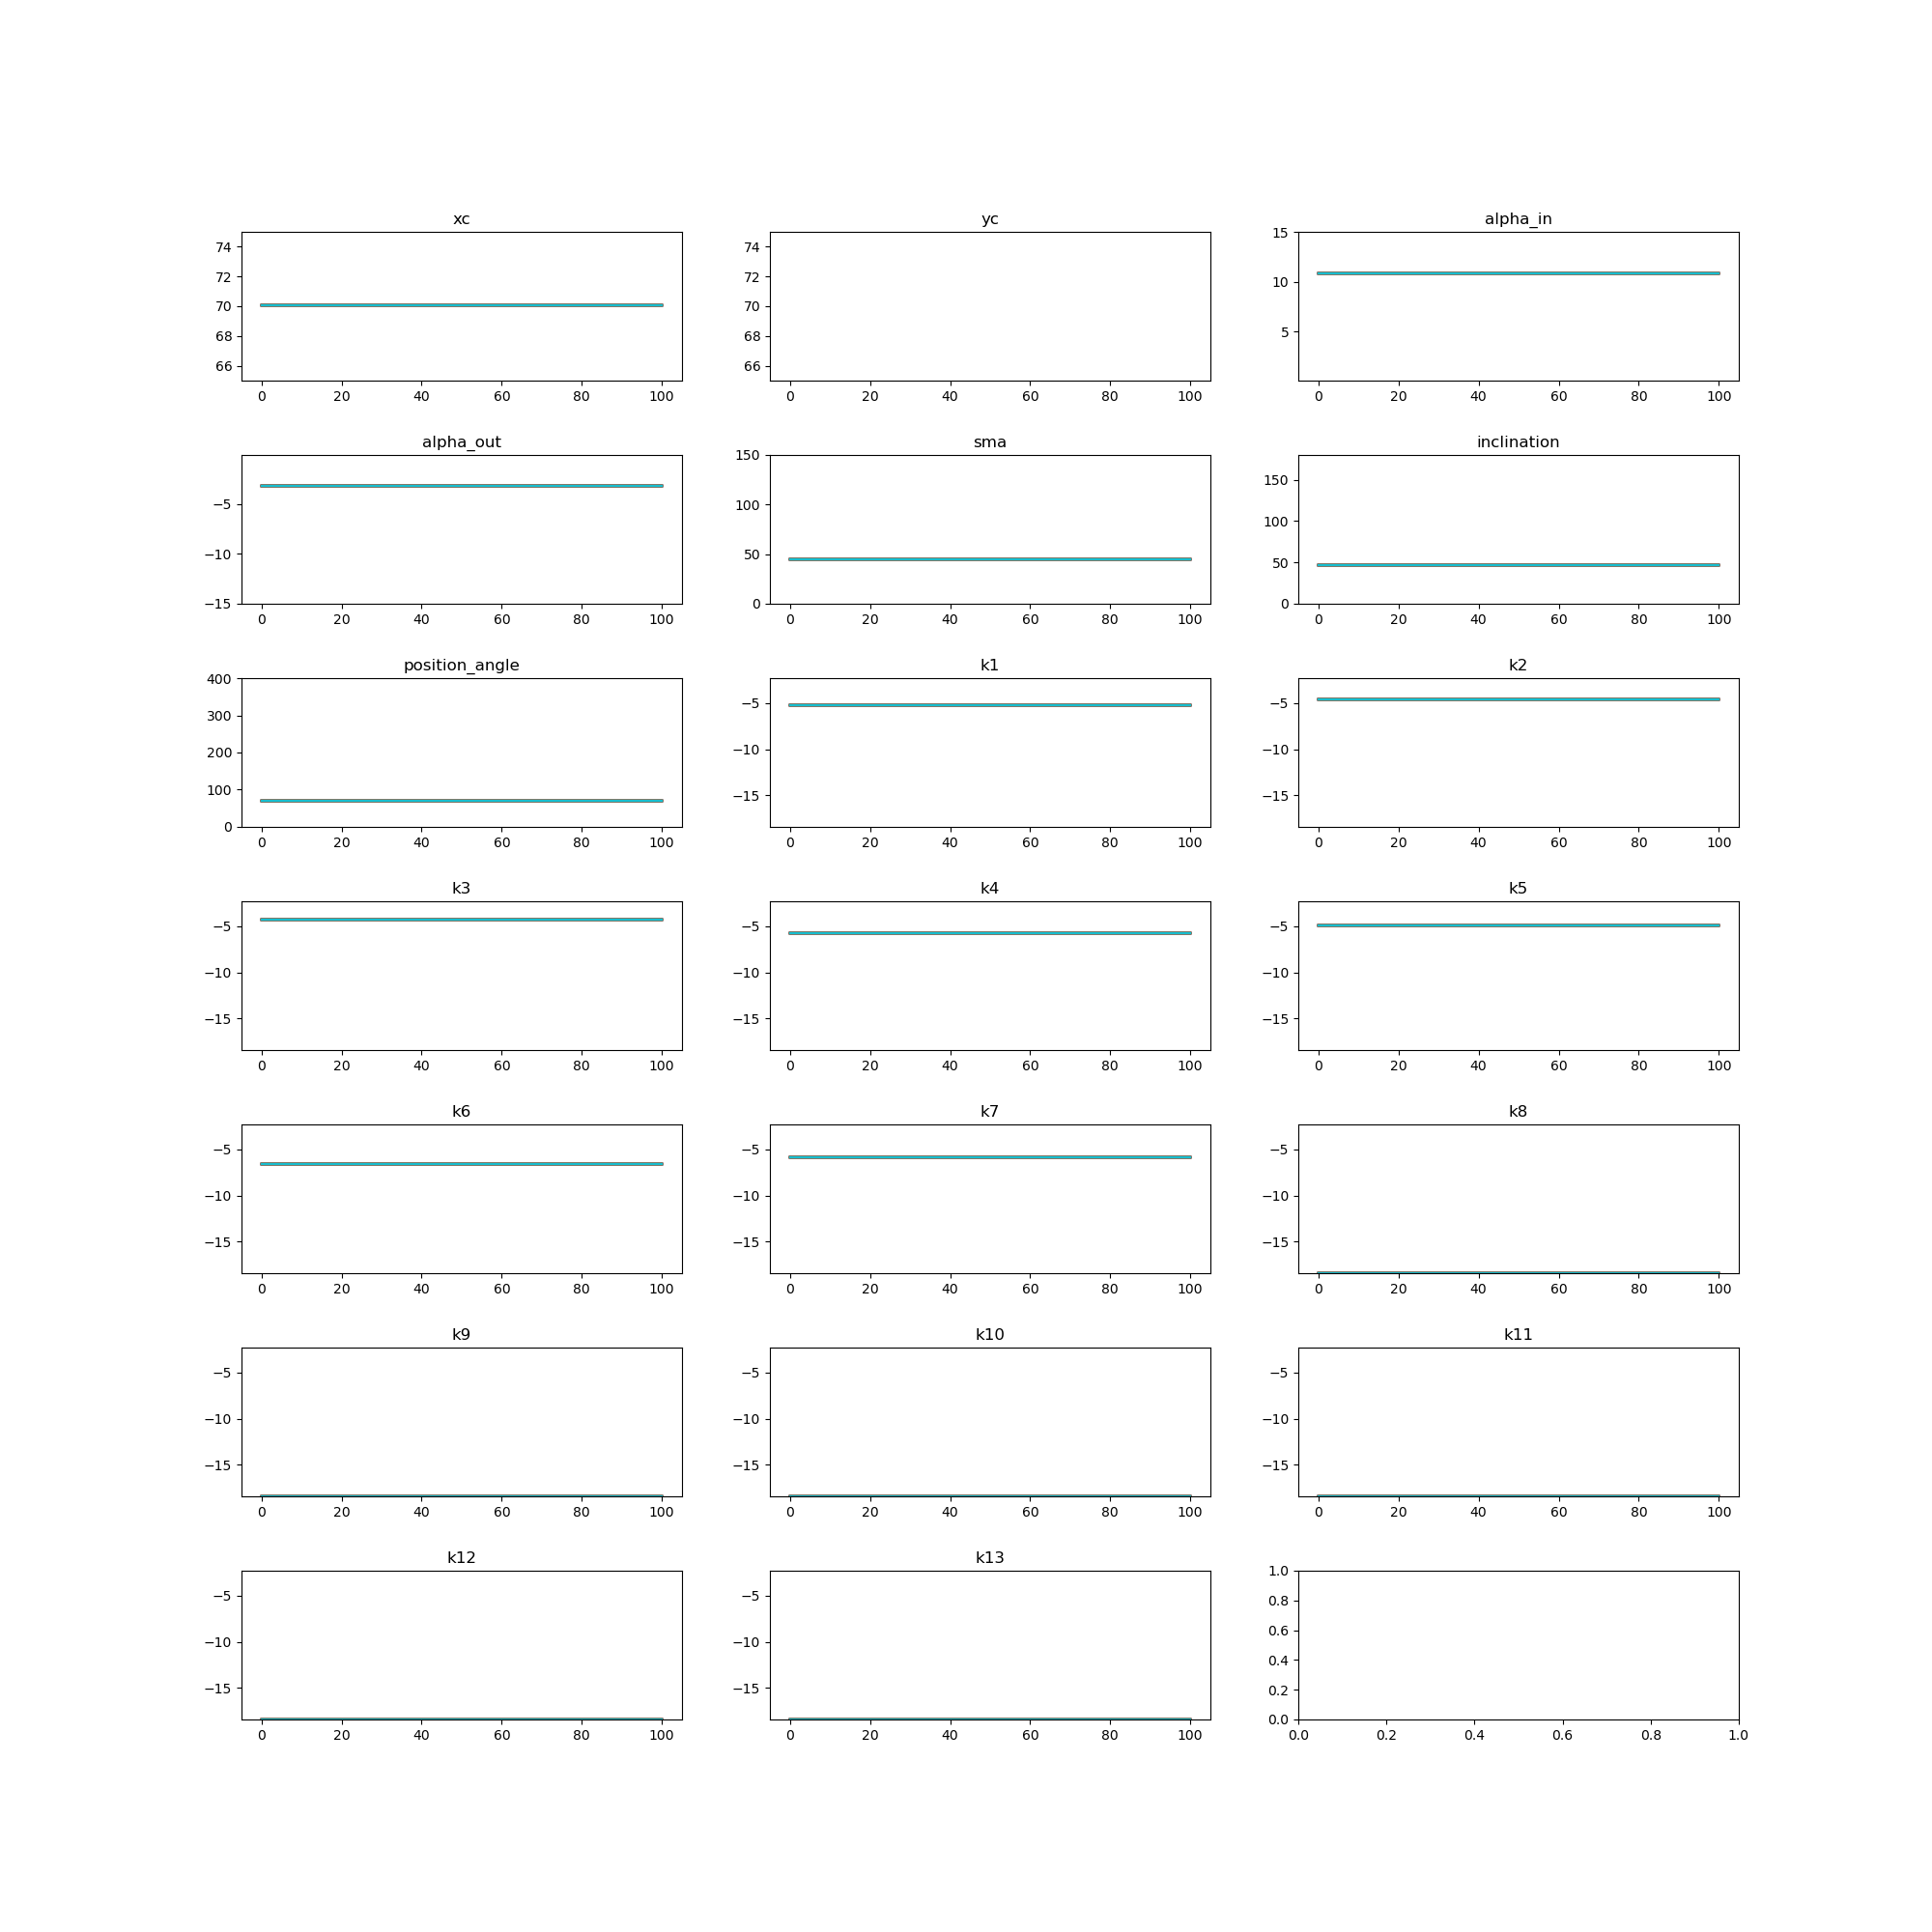 xc yc alpha_in
74 72 70 68 66 74 72 70 68 66 15 10 5
0 20 40 60 80 100 0 20 40 60 80 100 0 20 40 60 80 100
alpha_out sma inclination
−5 −10 −15 150 100 50 0 150 100 50 0
0 20 40 60 80 100 0 20 40 60 80 100 0 20 40 60 80 100
position_angle k1 k2
400 300 200 100 0 −5 −10 −15 −5 −10 −15
0 20 40 60 80 100 0 20 40 60 80 100 0 20 40 60 80 100
k3 k4 k5
−5 −10 −15 −5 −10 −15 −5 −10 −15
0 20 40 60 80 100 0 20 40 60 80 100 0 20 40 60 80 100
k6 k7 k8
−5 −10 −15 −5 −10 −15 −5 −10 −15
0 20 40 60 80 100 0 20 40 60 80 100 0 20 40 60 80 100
k9 k10 k11
−5 −10 −15 −5 −10 −15 −5 −10 −15
0 20 40 60 80 100 0 20 40 60 80 100 0 20 40 60 80 100
k12 k13
−5 −10 −15 −5 −10 −15 1.0 0.8 0.6 0.4 0.2 0.0
0 20 40 60 80 100 0 20 40 60 80 100 0.0 0.2 0.4 0.6 0.8 1.0